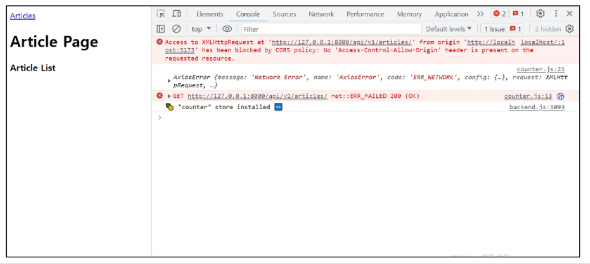 Articles
Article Page
Article List
Elements Console Sources Network Performance Memory Application 2 1
top Filter Default levels 1 Issue: 1 2 hidden
Access to XMLHttpRequest at 'http://127.0.0.1:8000/api/v1/articles/' from origin 'http://localh localhost/:1
ost:5173' has been blocked by CORS policy: No 'Access-Control-Allow-Origin' header is present on the
requested resource.
counter.js:21
AxiosError {message: 'Network Error', name: 'AxiosError', code: 'ERR_NETWORK', config: {…}, request: XMLHtt
pRequest, …}
GET http://127.0.0.1:8000/api/v1/articles/ net::ERR_FAILED 200 (OK) counter.js:13
"counter" store installed backend.js:3093